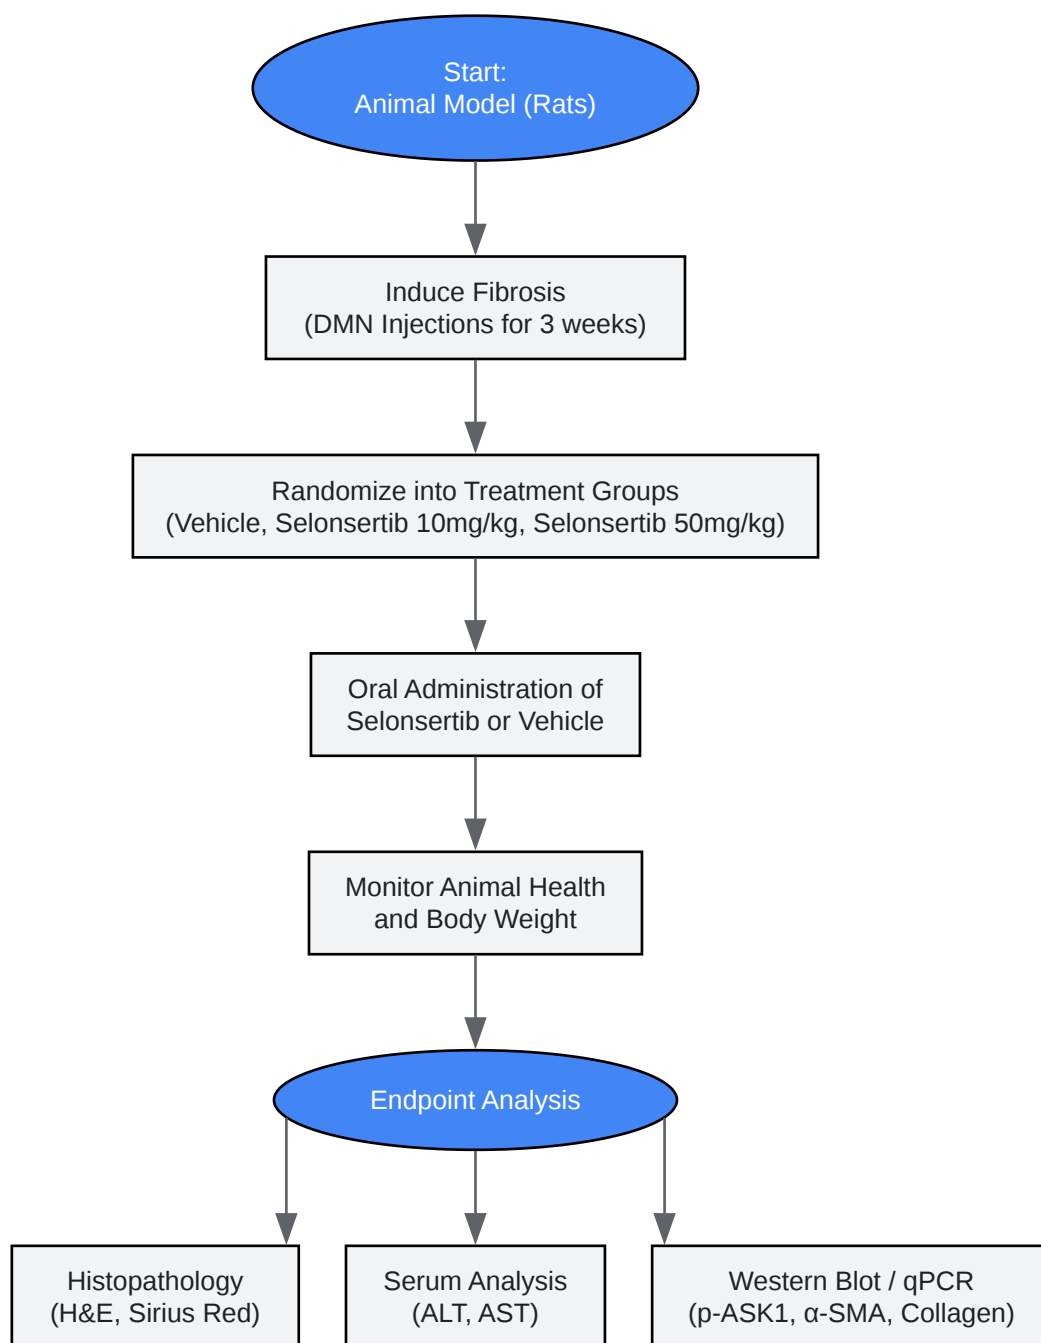 Start:
Animal Model (Rats)
Induce Fibrosis
(DMN Injections for 3 weeks)
Randomize into Treatment Groups
(Vehicle, Selonsertib 10mg/kg, Selonsertib 50mg/kg)
Oral Administration of
Selonsertib or Vehicle
Monitor Animal Health
and Body Weight
Endpoint Analysis
Histopathology
(H&E, Sirius Red)
Serum Analysis
(ALT, AST)
Western Blot / qPCR
(p-ASK1, α-SMA, Collagen)